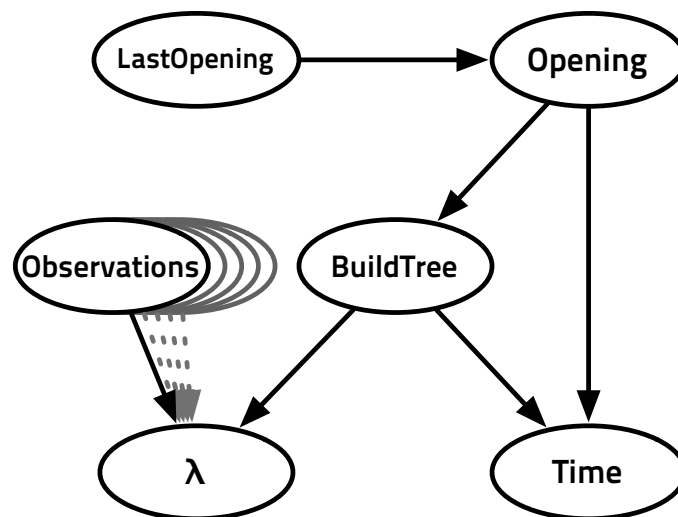 LastOpening
Opening
Observations
BuildTree
λ
Time